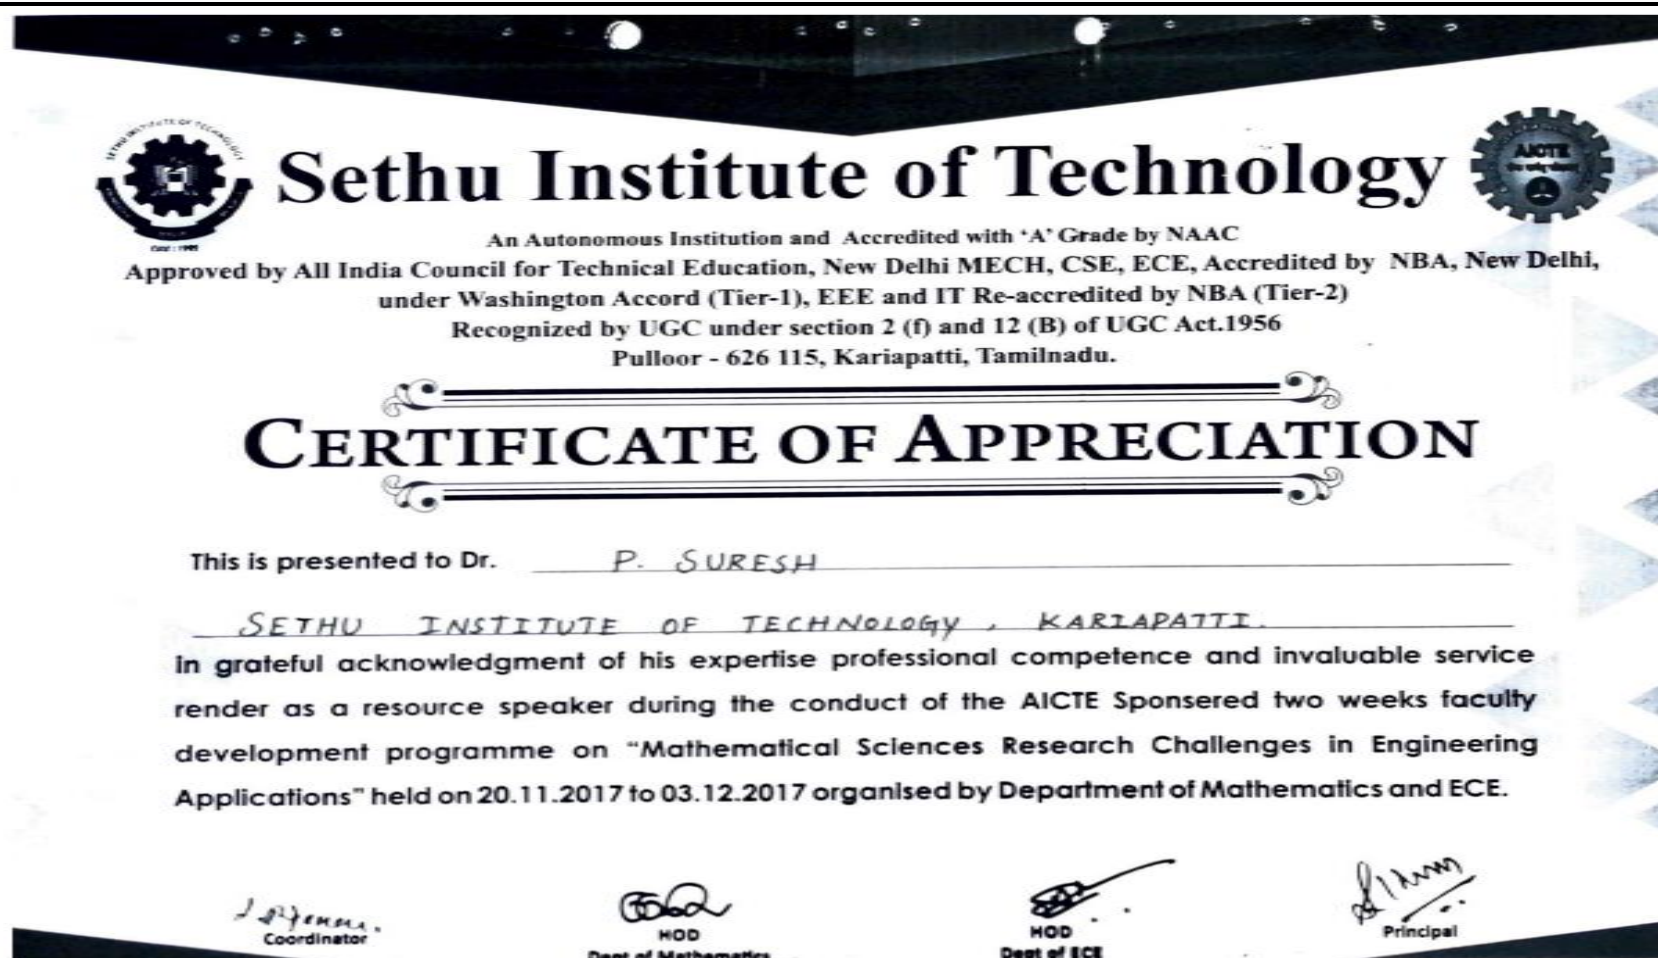 SETHU INSTITUTE OF TECHNOLOGY
AICTE
Sethu Institute of Technology
An Autonomous Institution and Accredited with 'A' Grade by NAAC
Approved by All India Council for Technical Education, New Delhi MECH, CSE, ECE, Accredited by NBA, New Delhi,
under Washington Accord (Tier-1), EEE and IT Re-accredited by NBA (Tier-2)
Recognized by UGC under section 2 (f) and 12 (B) of UGC Act.1956
Pulloor - 626 115, Kariapatti, Tamilnadu.
CERTIFICATE OF APPRECIATION
This is presented to Dr. P. SURESH
SETHU INSTITUTE OF TECHNOLOGY, KARIAPATTI.
in grateful acknowledgment of his expertise professional competence and invaluable service
render as a resource speaker during the conduct of the AICTE Sponsered two weeks faculty
development programme on "Mathematical Sciences Research Challenges in Engineering
Applications" held on 20.11.2017 to 03.12.2017 organised by Department of Mathematics and ECE.
Coordinator HOD HOD Principal
Dept of Mathematics Dept of ECE